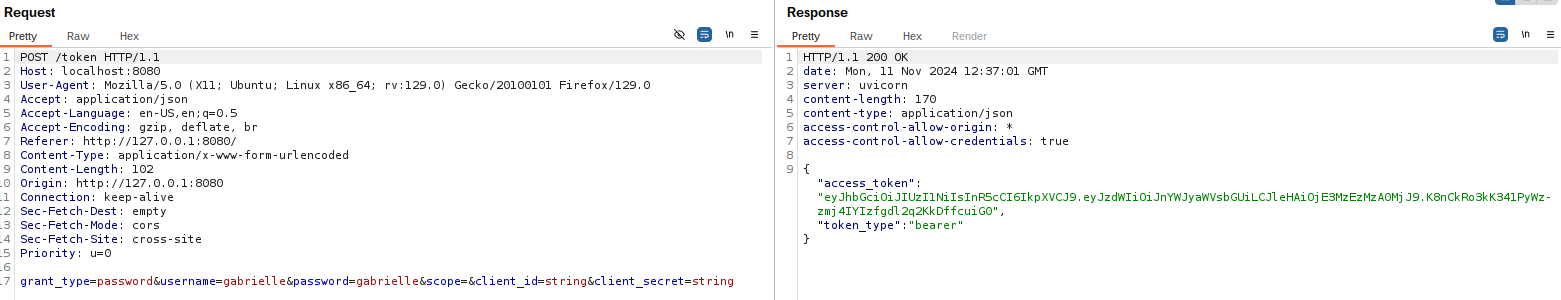 Request
Pretty Raw Hex \n
1 POST /token HTTP/1.1
2 Host: localhost:8080
3 User-Agent: Mozilla/5.0 (X11; Ubuntu; Linux x86_64; rv:129.0) Gecko/20100101 Firefox/129.0
4 Accept: application/json
5 Accept-Language: en-US,en;q=0.5
6 Accept-Encoding: gzip, deflate, br
7 Referer: http://127.0.0.1:8080/
8 Content-Type: application/x-www-form-urlencoded
9 Content-Length: 102
10 Origin: http://127.0.0.1:8080
11 Connection: keep-alive
12 Sec-Fetch-Dest: empty
13 Sec-Fetch-Mode: cors
14 Sec-Fetch-Site: cross-site
15 Priority: u=0
16
17 grant_type=password&username=gabrielle&password=gabrielle&scope=&client_id=string&client_secret=string
Response
Pretty Raw Hex Render \n
1 HTTP/1.1 200 OK
2 date: Mon, 11 Nov 2024 12:37:01 GMT
3 server: uvicorn
4 content-length: 170
5 content-type: application/json
6 access-control-allow-origin: *
7 access-control-allow-credentials: true
8
9 {
"access_token":
"eyJhbGciOiJIUzI1NiIsInR5cCI6IkpXVCJ9.eyJzdWIiOiJnYWJyaWVsbGUiLCJleHAiOjE3MzEzMzA0MjJ9.K8nCkRo3kK341PyWz-
zmj4IYIzfgdl2q2KkDffcuiG0",
"token_type":"bearer"
}